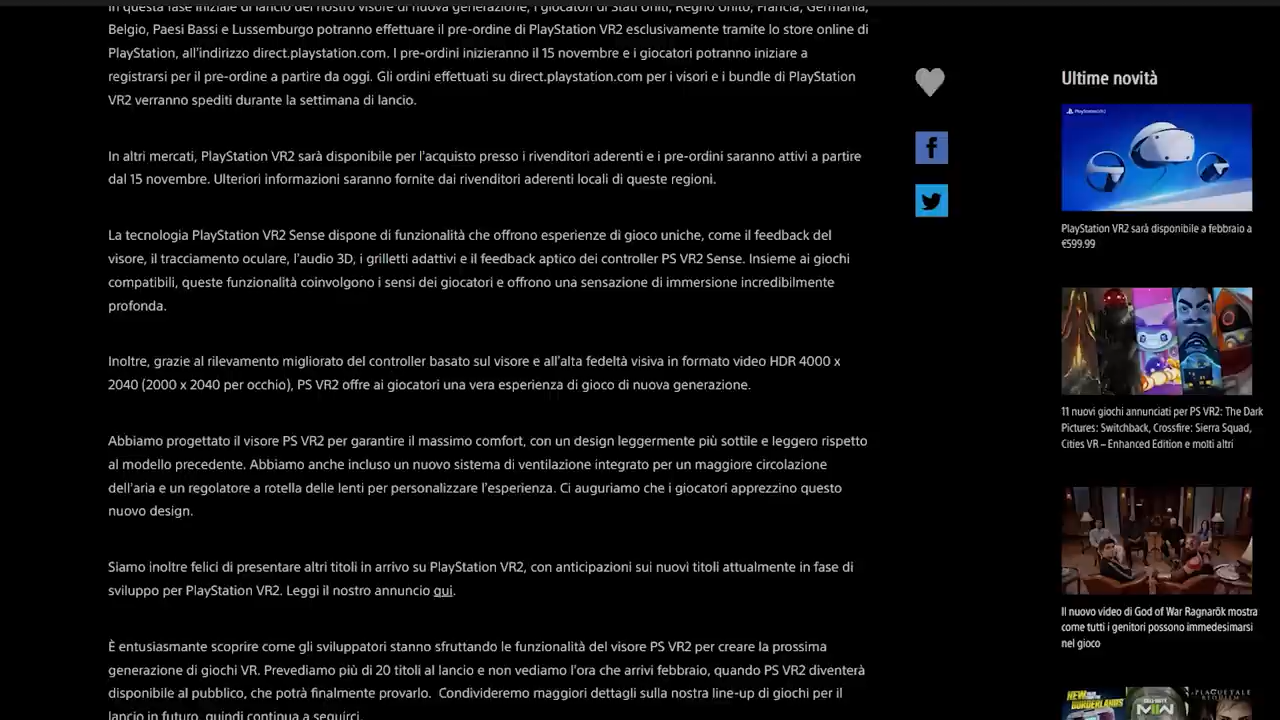 In questa fase iniziale di lancio del nostro visore di nuova generazione, i giocatori di Stati Uniti, Regno Unito, Francia, Germania,
Belgio, Paesi Bassi e Lussemburgo potranno effettuare il pre-ordine di PlayStation VR2 esclusivamente tramite lo store online di
PlayStation, all'indirizzo direct.playstation.com. I pre-ordini inizieranno il 15 novembre e i giocatori potranno iniziare a
registrarsi per il pre-ordine a partire da oggi. Gli ordini effettuati su direct.playstation.com per i visori e i bundle di PlayStation
VR2 verranno spediti durante la settimana di lancio.
In altri mercati, PlayStation VR2 sarà disponibile per l'acquisto presso i rivenditori aderenti e i pre-ordini saranno attivi a partire
dal 15 novembre. Ulteriori informazioni saranno fornite dai rivenditori aderenti locali di queste regioni.
La tecnologia PlayStation VR2 Sense dispone di funzionalità che offrono esperienze di gioco uniche, come il feedback del
visore, il tracciamento oculare, l'audio 3D, i grilletti adattivi e il feedback aptico dei controller PS VR2 Sense. Insieme ai giochi
compatibili, queste funzionalità coinvolgono i sensi dei giocatori e offrono una sensazione di immersione incredibilmente
profonda.
Inoltre, grazie al rilevamento migliorato del controller basato sul visore e all'alta fedeltà visiva in formato video HDR 4000 x
2040 (2000 x 2040 per occhio), PS VR2 offre ai giocatori una vera esperienza di gioco di nuova generazione.
Abbiamo progettato il visore PS VR2 per garantire il massimo comfort, con un design leggermente più sottile e leggero rispetto
al modello precedente. Abbiamo anche incluso un nuovo sistema di ventilazione integrato per un maggiore circolazione
dell'aria e un regolatore a rotella delle lenti per personalizzare l'esperienza. Ci auguriamo che i giocatori apprezzino questo
nuovo design.
Siamo inoltre felici di presentare altri titoli in arrivo su PlayStation VR2, con anticipazioni sui nuovi titoli attualmente in fase di
sviluppo per PlayStation VR2. Leggi il nostro annuncio qui.
È entusiasmante scoprire come gli sviluppatori stanno sfruttando le funzionalità del visore PS VR2 per creare la prossima
generazione di giochi VR. Prevediamo più di 20 titoli al lancio e non vediamo l'ora che arrivi febbraio, quando PS VR2 diventerà
disponibile al pubblico, che potrà finalmente provarlo. Condivideremo maggiori dettagli sulla nostra line-up di giochi per il
lancio in futuro, quindi continua a seguirci.
Ultime novità
PlayStation VR2
PlayStation VR2 sarà disponibile a febbraio a
€599.99
11 nuovi giochi annunciati per PS VR2: The Dark
Pictures: Switchback, Crossfire: Sierra Squad,
Cities VR – Enhanced Edition e molti altri
Il nuovo video di God of War Ragnarök mostra
come tutti i genitori possono immedesimarsi
nel gioco
NEW
BORDERLANDS
MW
A PLAGUE TALE
REQUIEM